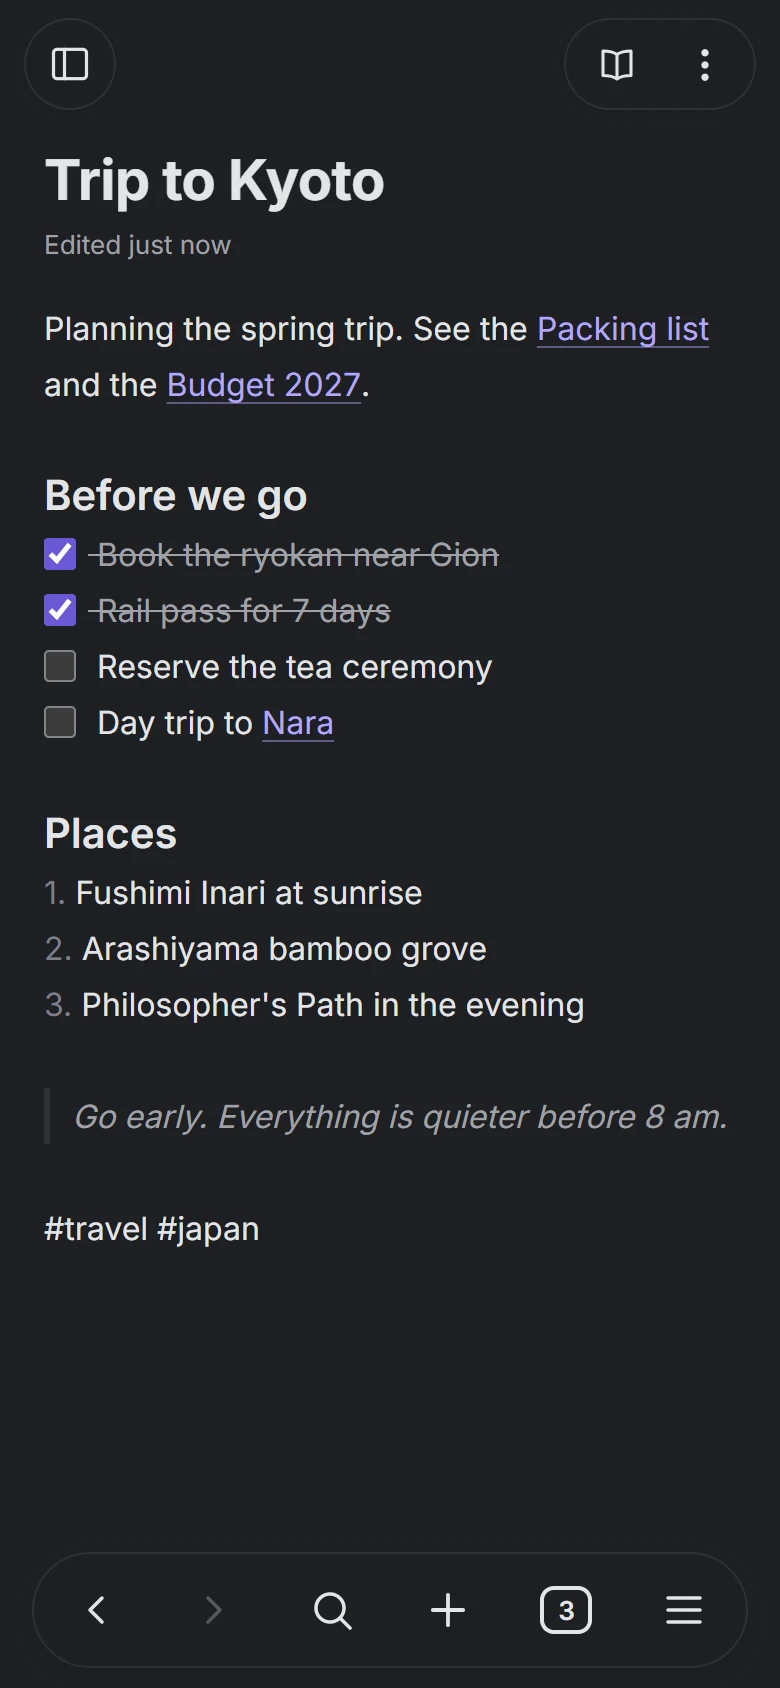 Trip to Kyoto
Edited just now
Planning the spring trip. See the Packing list
and the Budget 2027.
Before we go
Book the ryokan near Gion
Rail pass for 7 days
Reserve the tea ceremony
Day trip to Nara
Places
1. Fushimi Inari at sunrise
2. Arashiyama bamboo grove
3. Philosopher's Path in the evening
Go early. Everything is quieter before 8 am.
#travel #japan
3